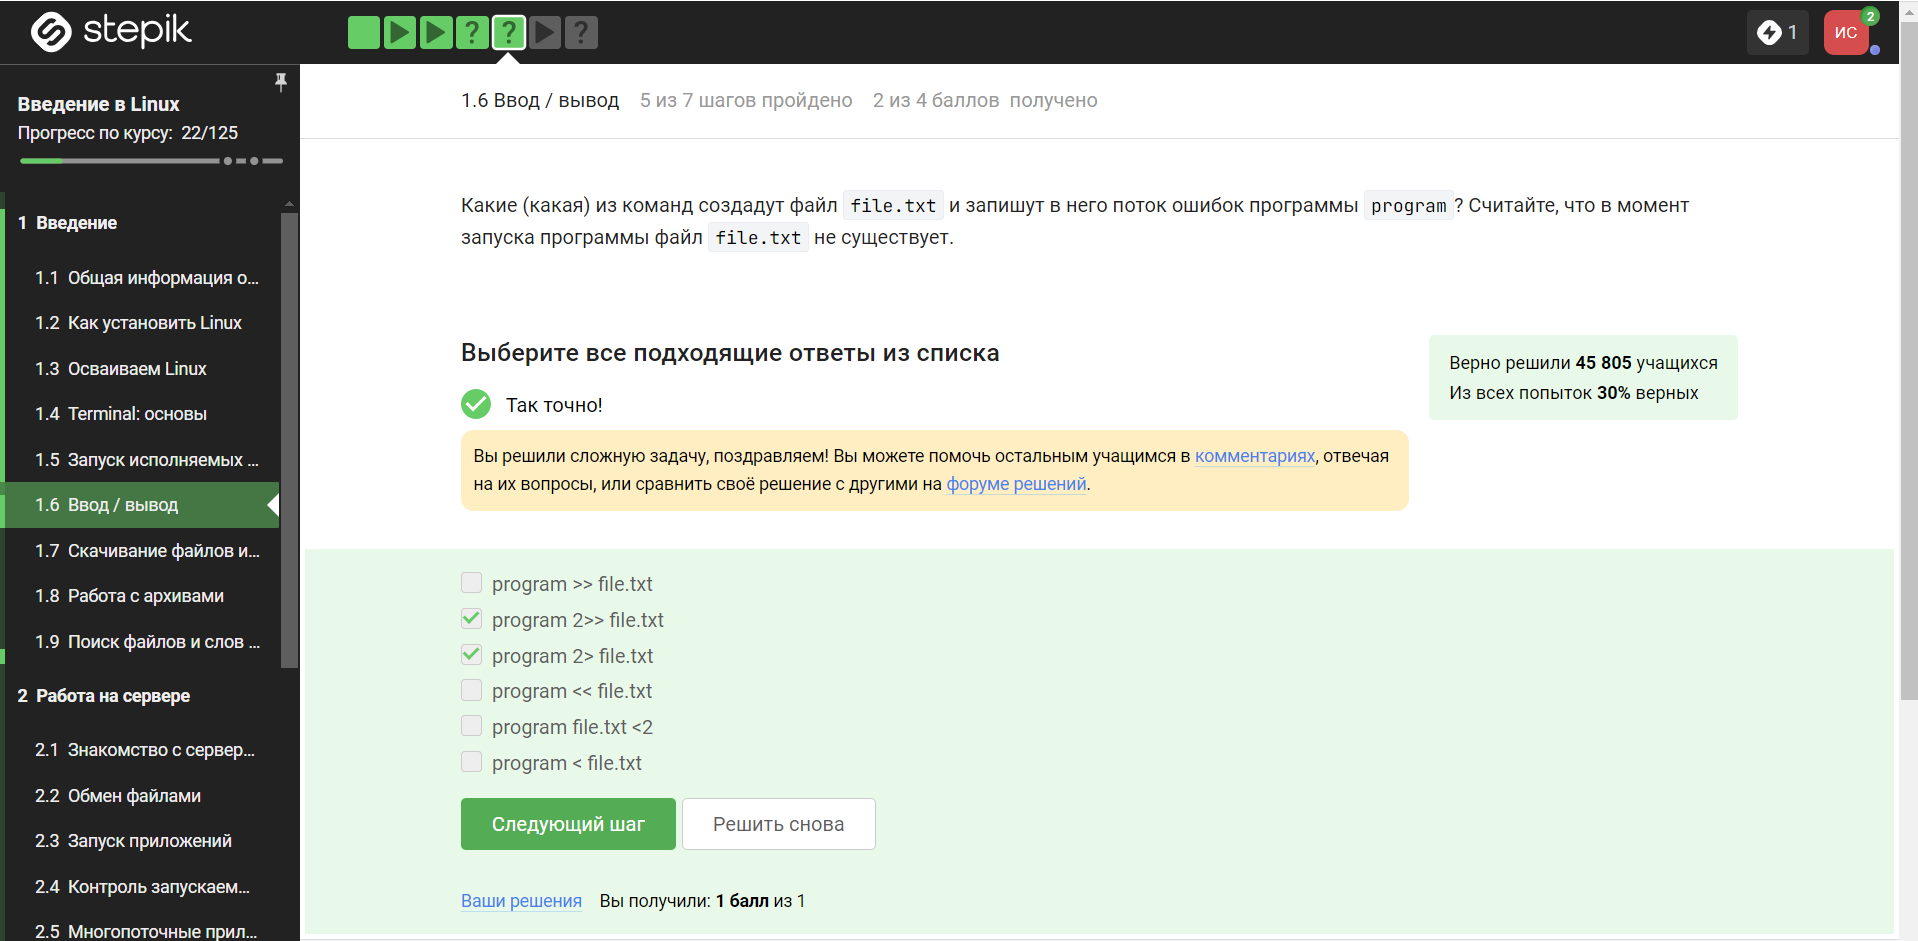 stepik
? ? ?
1
ИС
2
Введение в Linux
Прогресс по курсу: 22/125
1 Введение
1.1 Общая информация о...
1.2 Как установить Linux
1.3 Осваиваем Linux
1.4 Terminal: основы
1.5 Запуск исполняемых ...
1.6 Ввод / вывод
1.7 Скачивание файлов и...
1.8 Работа с архивами
1.9 Поиск файлов и слов ...
2 Работа на сервере
2.1 Знакомство с сервер...
2.2 Обмен файлами
2.3 Запуск приложений
2.4 Контроль запускаем...
2.5 Многопоточные прил...
1.6 Ввод / вывод 5 из 7 шагов пройдено 2 из 4 баллов получено
Какие (какая) из команд создадут файл file.txt и запишут в него поток ошибок программы program? Считайте, что в момент
запуска программы файл file.txt не существует.
Выберите все подходящие ответы из списка
Верно решили 45 805 учащихся
Из всех попыток 30% верных
Так точно!
Вы решили сложную задачу, поздравляем! Вы можете помочь остальным учащимся в комментариях, отвечая
на их вопросы, или сравнить своё решение с другими на форуме решений.
program >> file.txt
program 2>> file.txt
program 2> file.txt
program << file.txt
program file.txt <2
program < file.txt
Следующий шаг Решить снова
Ваши решения Вы получили: 1 балл из 1